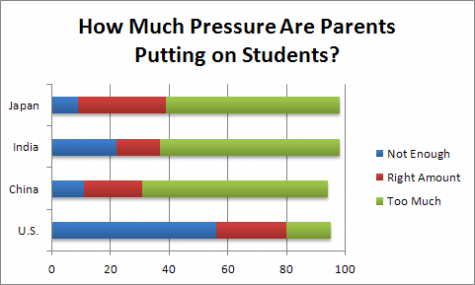 How Much Pressure Are Parents
Putting on Students?
Japan
India
China
U.S.
0 20 40 60 80 100
Not Enough
Right Amount
Too Much